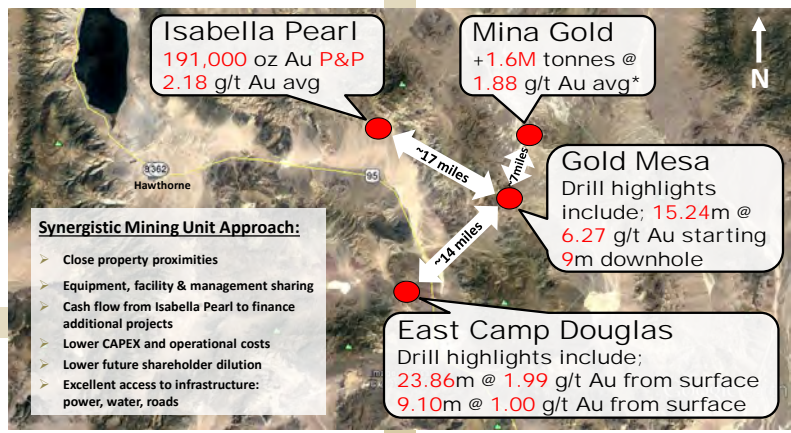 Isabella Pearl
191,000 oz Au P&P
2.18 g/t Au avg
Mina Gold
+1.6M tonnes @
1.88 g/t Au avg*
N
~17 miles
~7miles
8362
Hawthorne
95
Gold Mesa
Drill highlights
include; 15.24m @
6.27 g/t Au starting
9m downhole
~14 miles
Synergistic Mining Unit Approach:
➢ Close property proximities
➢ Equipment, facility & management sharing
➢ Cash flow from Isabella Pearl to finance
additional projects
➢ Lower CAPEX and operational costs
➢ Lower future shareholder dilution
➢ Excellent access to infrastructure:
power, water, roads
East Camp Douglas
Drill highlights include;
23.86m @ 1.99 g/t Au from surface
9.10m @ 1.00 g/t Au from surface